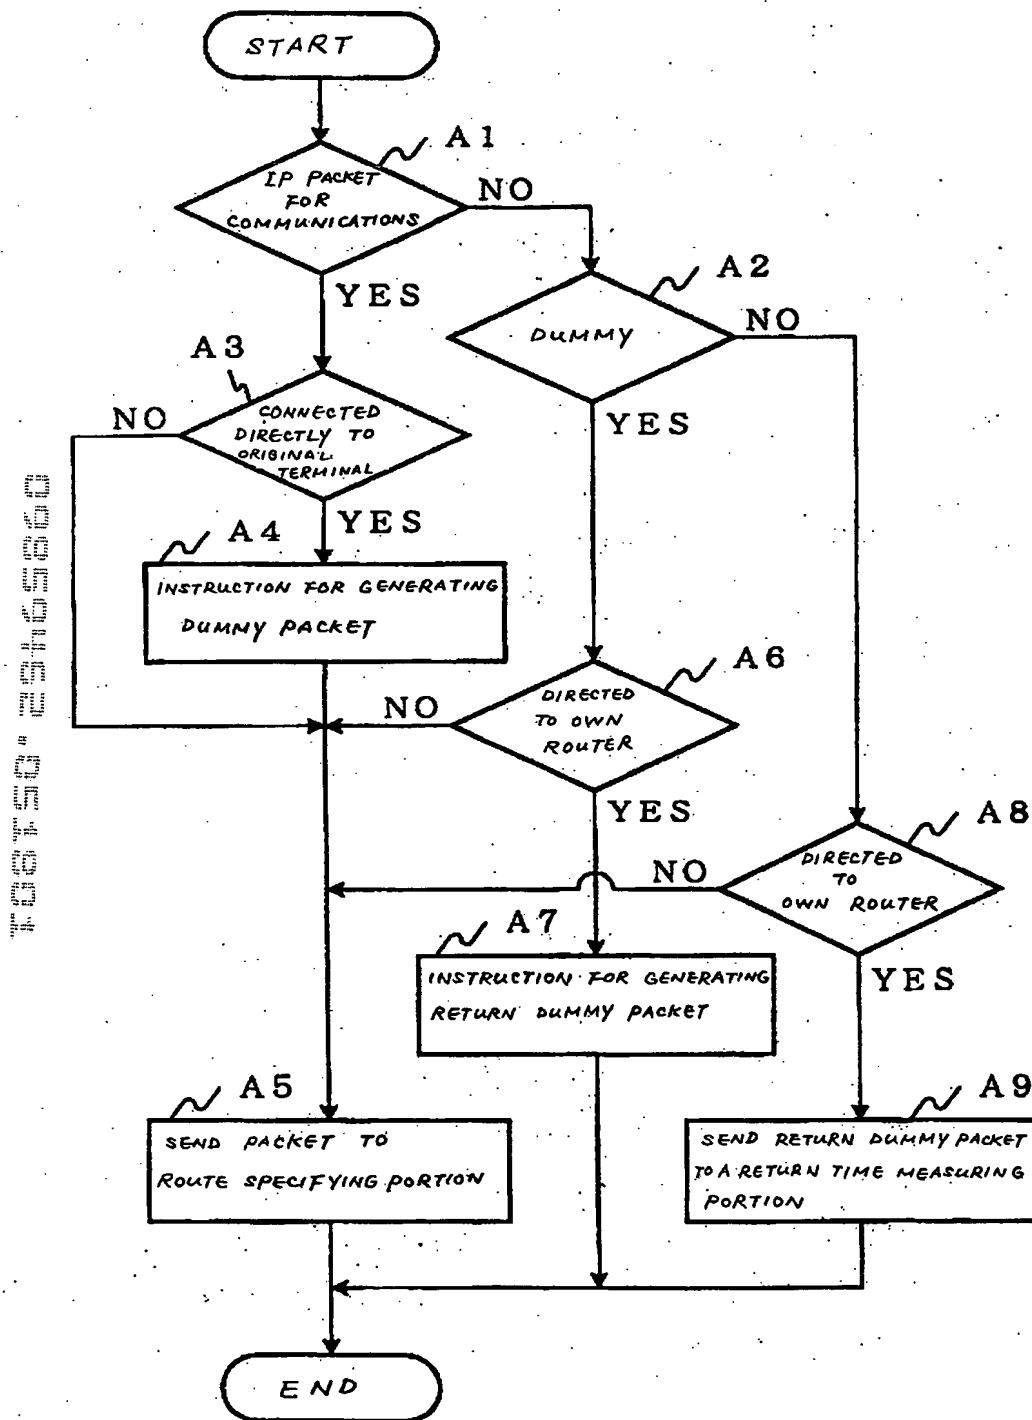 START
A1
IP PACKET
FOR
COMMUNICATIONS
NO
YES
A2
DUMMY
NO
YES
A3
CONNECTED
DIRECTLY TO
ORIGINAL
TERMINAL
NO
YES
A4
INSTRUCTION FOR GENERATING
DUMMY PACKET
A6
DIRECTED
TO OWN
ROUTER
NO
YES
A8
DIRECTED
TO
OWN ROUTER
NO
YES
A7
INSTRUCTION FOR GENERATING
RETURN DUMMY PACKET
A5
SEND PACKET TO
ROUTE SPECIFYING PORTION
A9
SEND RETURN DUMMY PACKET
TO A RETURN TIME MEASURING
PORTION
END